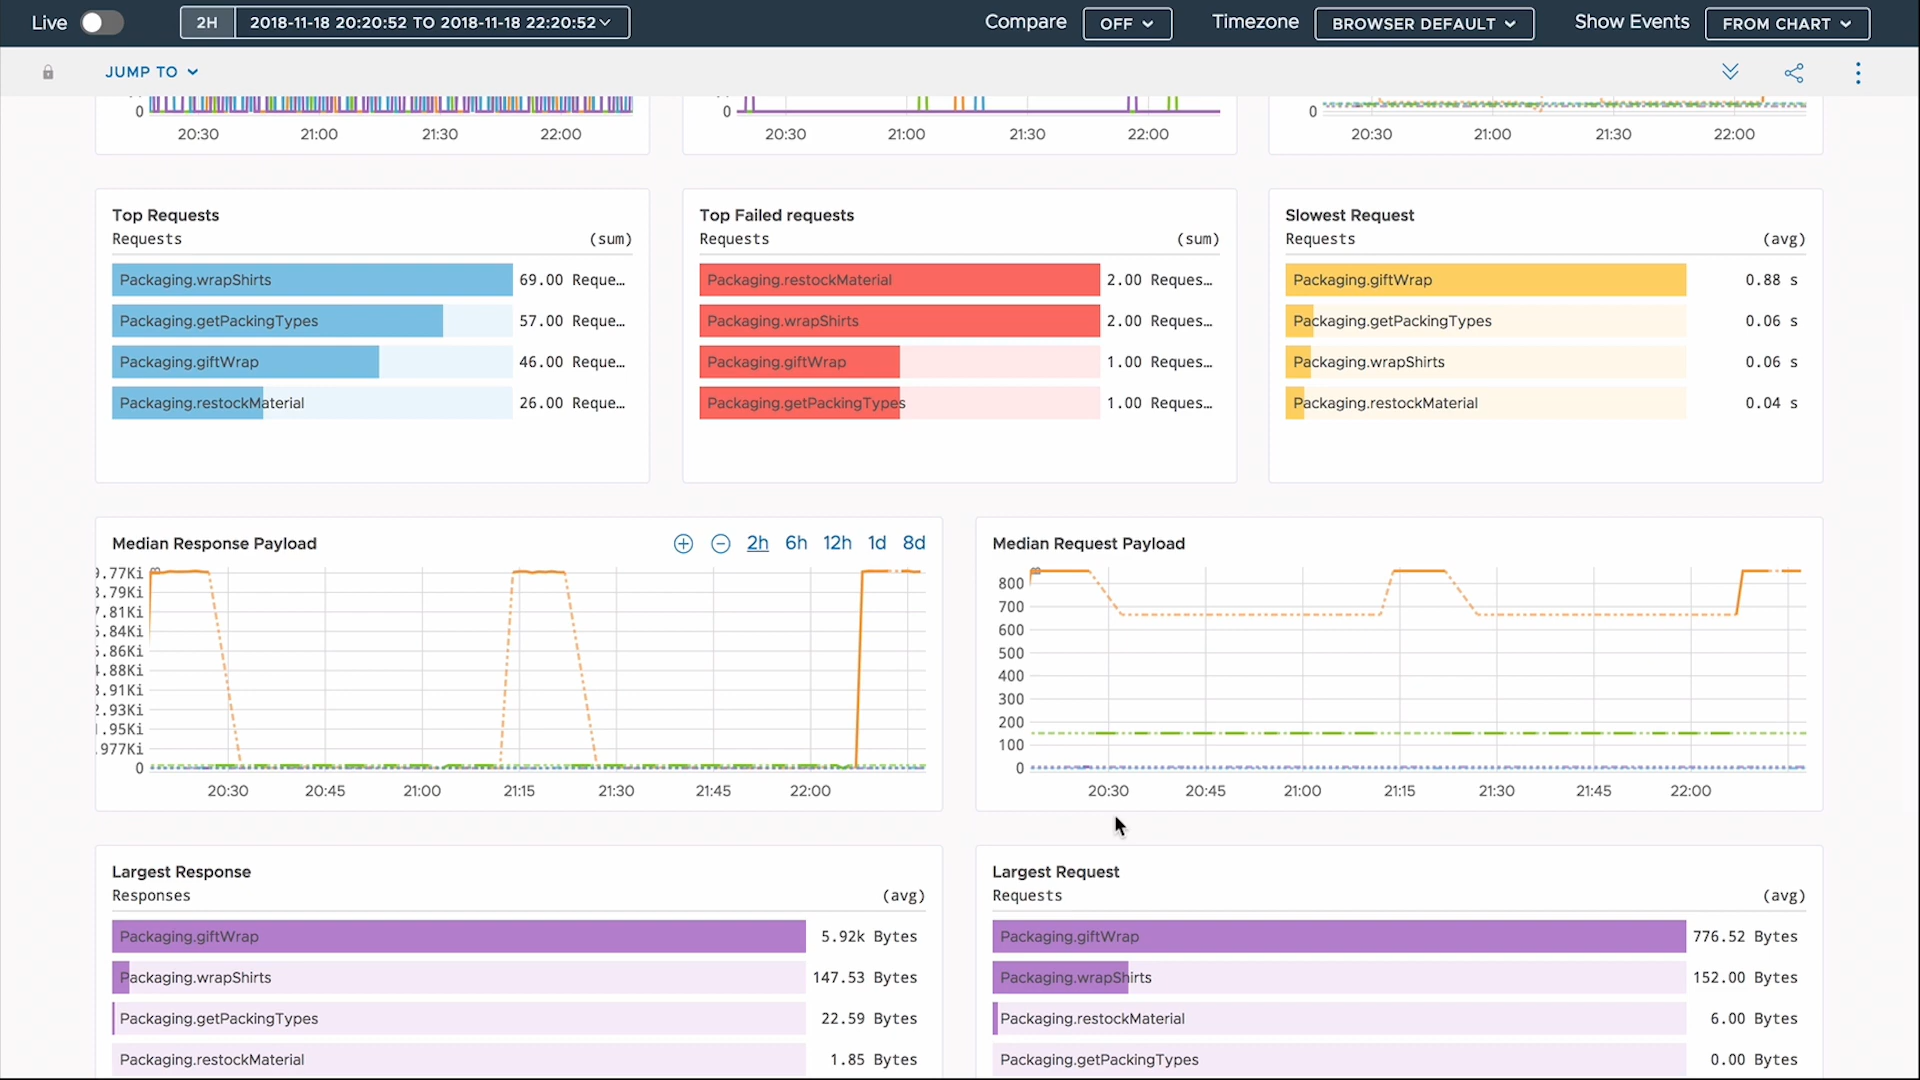 Live
2H 2018-11-18 20:20:52 TO 2018-11-18 22:20:52
Compare OFF Timezone BROWSER DEFAULT Show Events FROM CHART
JUMP TO
0
20:30 21:00 21:30 22:00
0
20:30 21:00 21:30 22:00
0
20:30 21:00 21:30 22:00
Top Requests
Requests (sum)
Packaging.wrapShirts 69.00 Reque…
Packaging.getPackingTypes 57.00 Reque…
Packaging.giftWrap 46.00 Reque…
Packaging.restockMaterial 26.00 Reque…
Top Failed requests
Requests (sum)
Packaging.restockMaterial 2.00 Reques…
Packaging.wrapShirts 2.00 Reques…
Packaging.giftWrap 1.00 Reques…
Packaging.getPackingTypes 1.00 Reques…
Slowest Request
Requests (avg)
Packaging.giftWrap 0.88 s
Packaging.getPackingTypes 0.06 s
Packaging.wrapShirts 0.06 s
Packaging.restockMaterial 0.04 s
Median Response Payload
2h 6h 12h 1d 8d
.77Ki
.79Ki
.81Ki
.84Ki
.86Ki
.88Ki
.91Ki
.93Ki
.95Ki
.977Ki
0
20:30 20:45 21:00 21:15 21:30 21:45 22:00
Median Request Payload
800
700
600
500
400
300
200
100
0
20:30 20:45 21:00 21:15 21:30 21:45 22:00
Largest Response
Responses (avg)
Packaging.giftWrap 5.92k Bytes
Packaging.wrapShirts 147.53 Bytes
Packaging.getPackingTypes 22.59 Bytes
Packaging.restockMaterial 1.85 Bytes
Largest Request
Requests (avg)
Packaging.giftWrap 776.52 Bytes
Packaging.wrapShirts 152.00 Bytes
Packaging.restockMaterial 6.00 Bytes
Packaging.getPackingTypes 0.00 Bytes